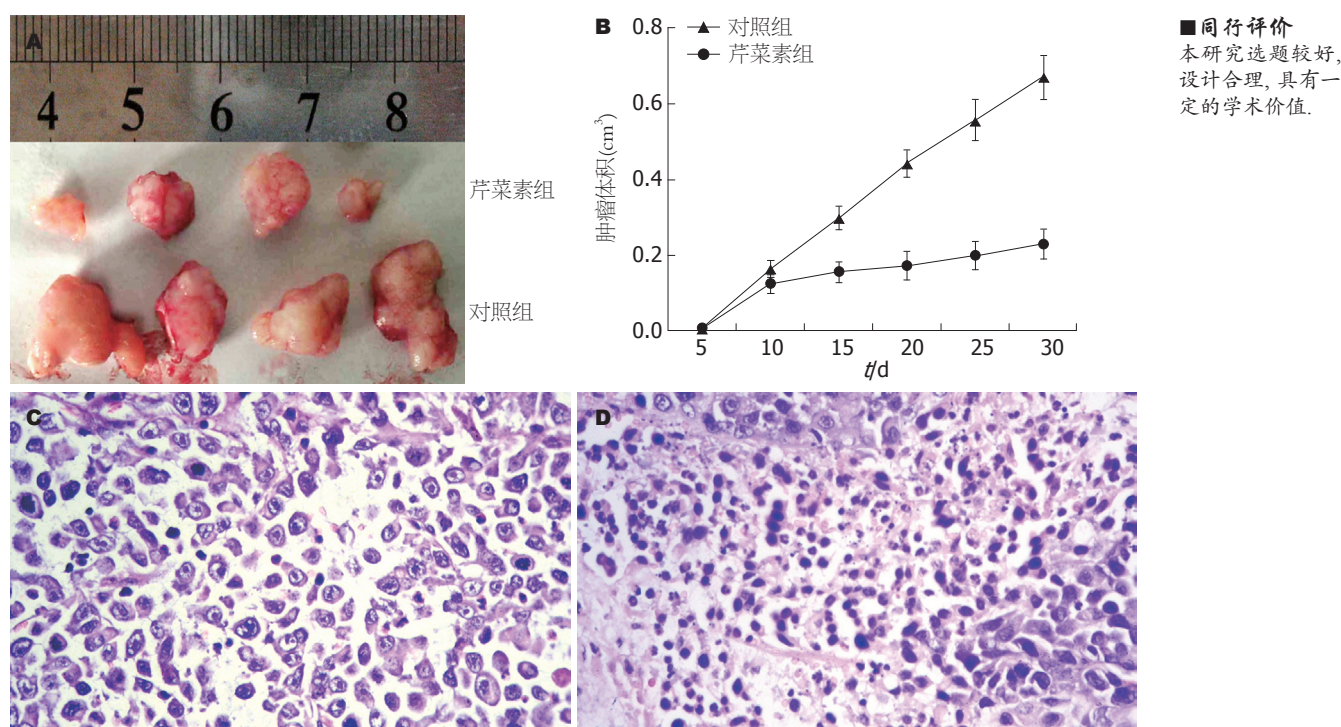 A
4 5 6 7 8
芹菜素组
对照组
B
对照组
芹菜素组
肿瘤体积(cm³)
0.8
0.6
0.4
0.2
0.0
5 10 15 20 25 30
t/d
■同行评价
本研究选题较好,
设计合理, 具有一
定的学术价值.
C
D